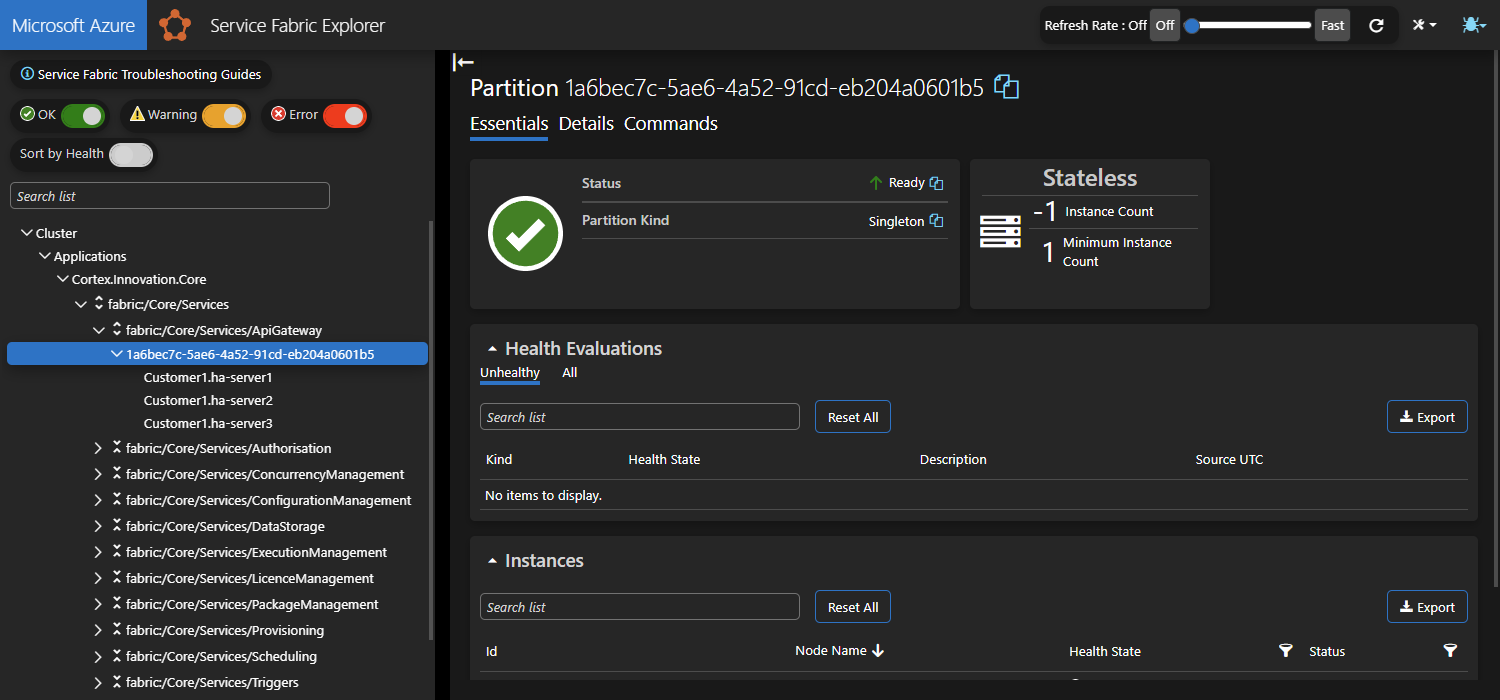 Microsoft Azure
Service Fabric Explorer
Refresh Rate : Off
Off
Fast
Service Fabric Troubleshooting Guides
OK
Warning
Error
Sort by Health
Search list
Cluster
Applications
Cortex.Innovation.Core
fabric:/Core/Services
fabric:/Core/Services/ApiGateway
1a6bec7c-5ae6-4a52-91cd-eb204a0601b5
Customer1.ha-server1
Customer1.ha-server2
Customer1.ha-server3
fabric:/Core/Services/Authorisation
fabric:/Core/Services/ConcurrencyManagement
fabric:/Core/Services/ConfigurationManagement
fabric:/Core/Services/DataStorage
fabric:/Core/Services/ExecutionManagement
fabric:/Core/Services/LicenceManagement
fabric:/Core/Services/PackageManagement
fabric:/Core/Services/Provisioning
fabric:/Core/Services/Scheduling
fabric:/Core/Services/Triggers
Partition 1a6bec7c-5ae6-4a52-91cd-eb204a0601b5
Essentials Details Commands
Status Ready
Partition Kind Singleton
Stateless
-1 Instance Count
1 Minimum Instance
Count
Health Evaluations
Unhealthy All
Search list Reset All Export
Kind Health State Description Source UTC
No items to display.
Instances
Search list Reset All Export
Id Node Name Health State Status